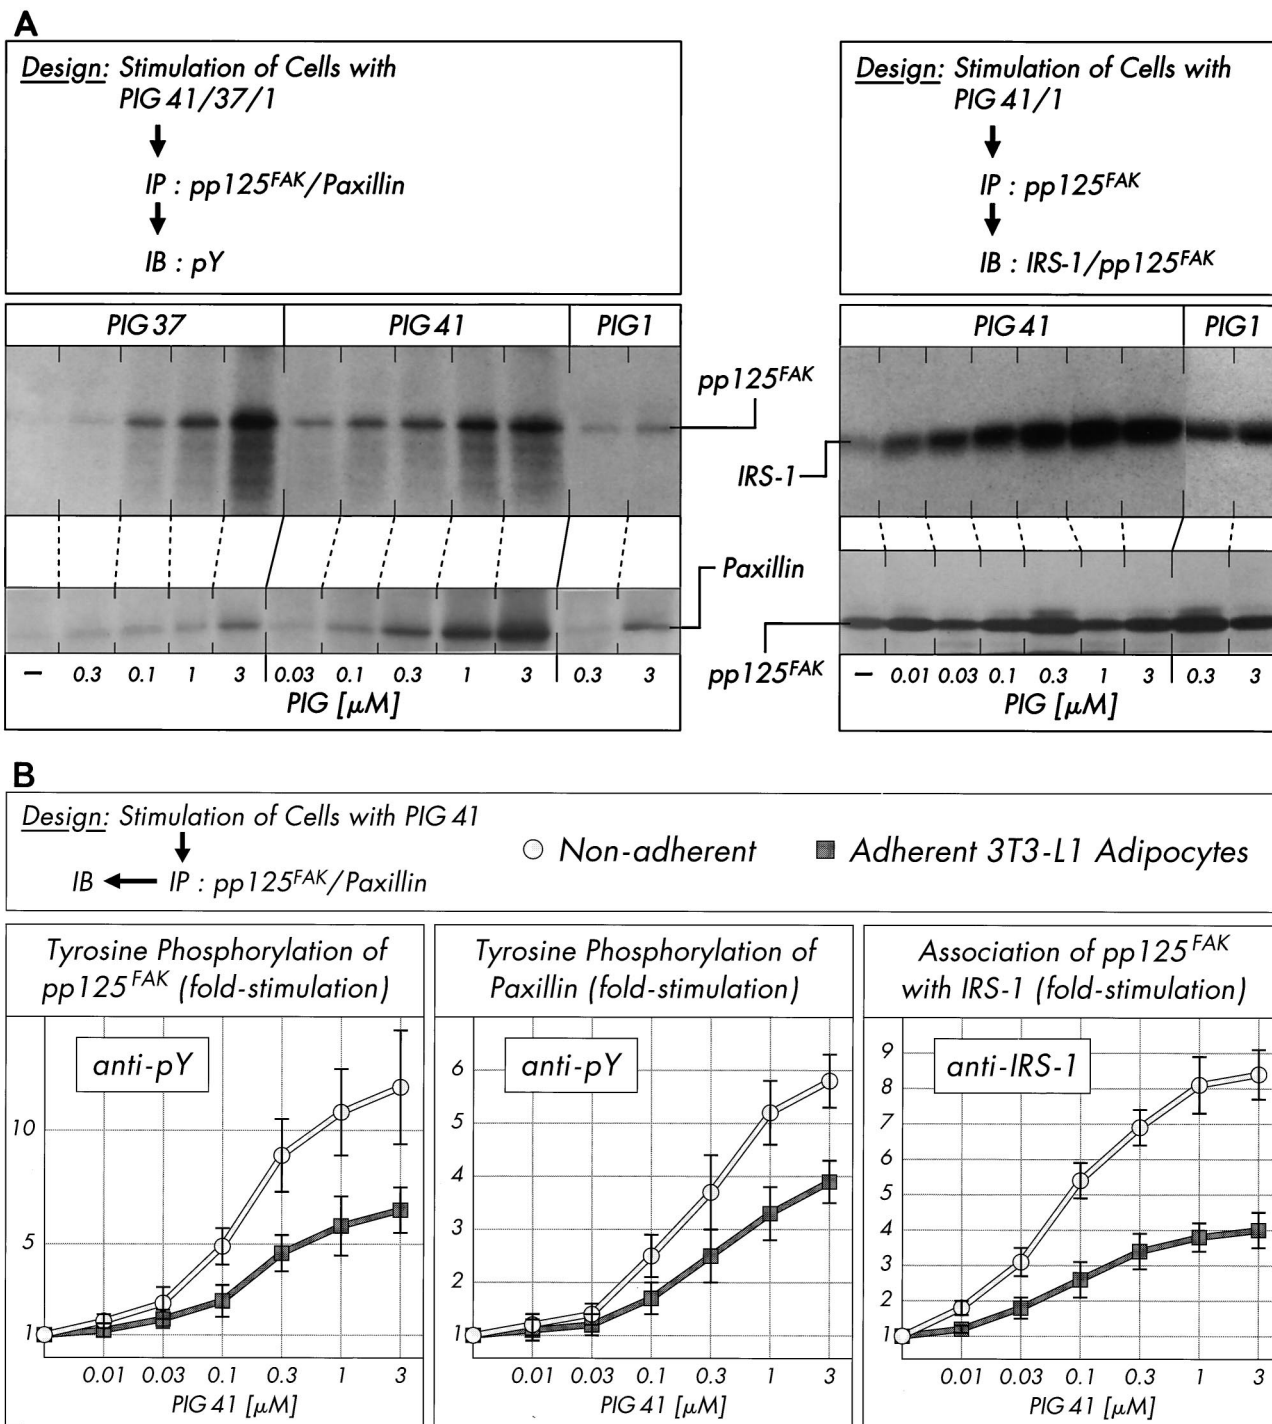 A
Design: Stimulation of Cells with
PIG 41/37/1
IP : pp125FAK/Paxillin
IB : pY
Design: Stimulation of Cells with
PIG 41/1
IP : pp125FAK
IB : IRS-1/pp125FAK
PIG 37 PIG 41 PIG1
pp125FAK
IRS-1
Paxillin
pp125FAK
– 0.3 0.1 1 3 0.03 0.1 0.3 1 3 0.3 3
PIG [μM]
PIG 41 PIG1
– 0.01 0.03 0.1 0.3 1 3 0.3 3
PIG [μM]
B
Design: Stimulation of Cells with PIG 41
IB IP : pp125FAK/Paxillin
Non-adherent Adherent 3T3-L1 Adipocytes
Tyrosine Phosphorylation of
pp125FAK (fold-stimulation)
anti-pY
10
5
1
0.01 0.03 0.1 0.3 1 3
PIG 41 [μM]
Tyrosine Phosphorylation of
Paxillin (fold-stimulation)
anti-pY
6
5
4
3
2
1
0.01 0.03 0.1 0.3 1 3
PIG 41 [μM]
Association of pp125FAK
with IRS-1 (fold-stimulation)
anti-IRS-1
9
8
7
6
5
4
3
2
1
0.01 0.03 0.1 0.3 1 3
PIG 41 [μM]